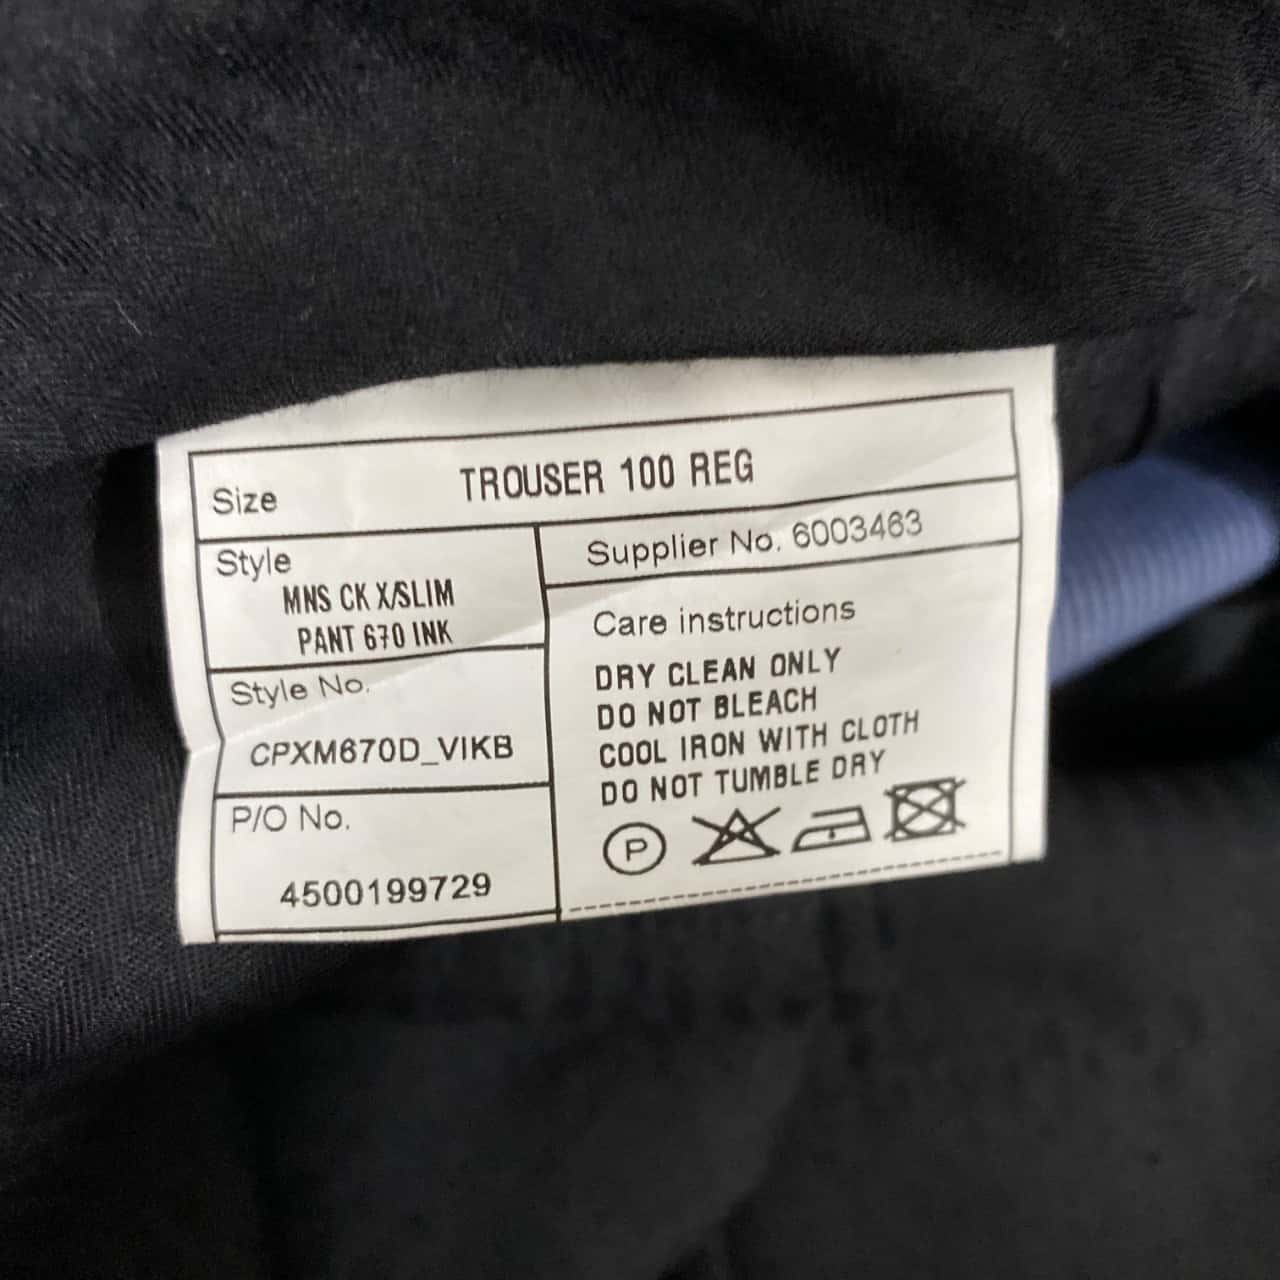 Size TROUSER 100 REG
Style
MNS CK X/SLIM
PANT 670 INK
Style No.
CPXM670D_VIKB
P/O No.
4500199729
Supplier No. 6003463
Care instructions
DRY CLEAN ONLY
DO NOT BLEACH
COOL IRON WITH CLOTH
DO NOT TUMBLE DRY
P